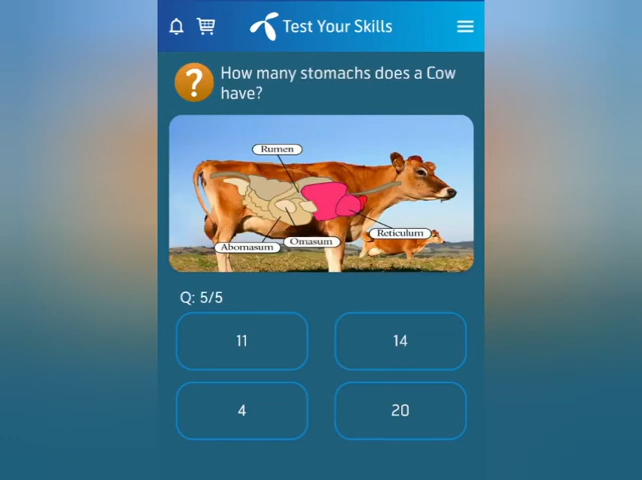 Test Your Skills
How many stomachs does a Cow
have?
Rumen
Abomasum
Omasum
Reticulum
Q: 5/5
11
14
4
20